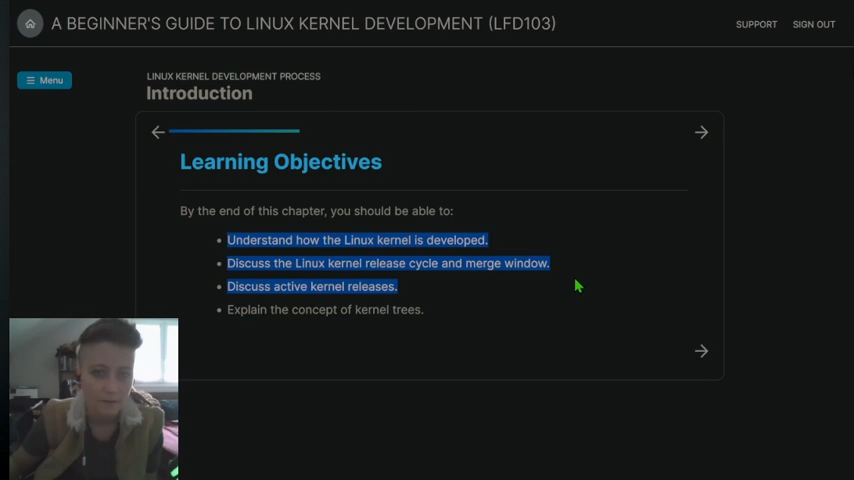 A BEGINNER'S GUIDE TO LINUX KERNEL DEVELOPMENT (LFD103)
SUPPORT
SIGN OUT
Menu
LINUX KERNEL DEVELOPMENT PROCESS
Introduction
Learning Objectives
By the end of this chapter, you should be able to:
• Understand how the Linux kernel is developed.
• Discuss the Linux kernel release cycle and merge window.
• Discuss active kernel releases.
• Explain the concept of kernel trees.